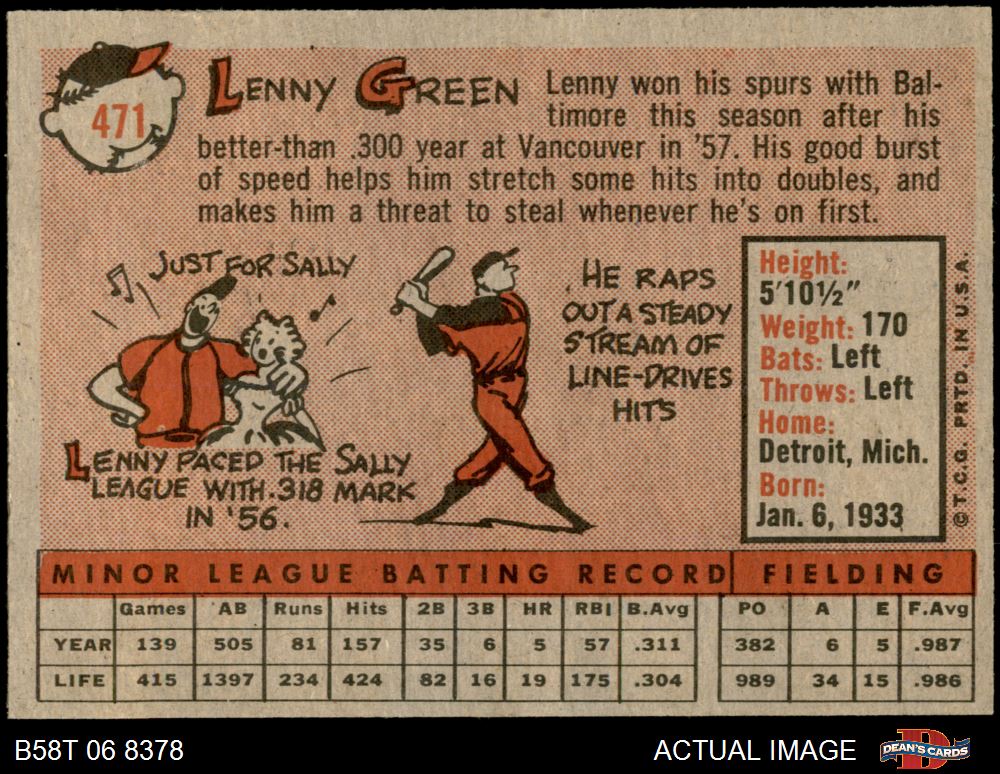 471
LENNY GREEN
Lenny won his spurs with Bal-
timore this season after his
better-than .300 year at Vancouver in '57. His good burst
of speed helps him stretch some hits into doubles, and
makes him a threat to steal whenever he's on first.
JUST FOR SALLY
LENNY PACED THE SALLY
LEAGUE WITH .318 MARK
IN '56.
HE RAPS
OUT A STEADY
STREAM OF
LINE-DRIVES
HITS
Height:
5'10½"
Weight: 170
Bats: Left
Throws: Left
Home:
Detroit, Mich.
Born:
Jan. 6, 1933
© T.C.G. PRTD. IN U.S.A.
MINOR LEAGUE BATTING RECORD FIELDING
Games AB Runs Hits 2B 3B HR RBI B.Avg PO A E F.Avg
YEAR 139 505 81 157 35 6 5 57 .311 382 6 5 .987
LIFE 415 1397 234 424 82 16 19 175 .304 989 34 15 .986
B58T 06 8378 ACTUAL IMAGE DEAN'S CARDS